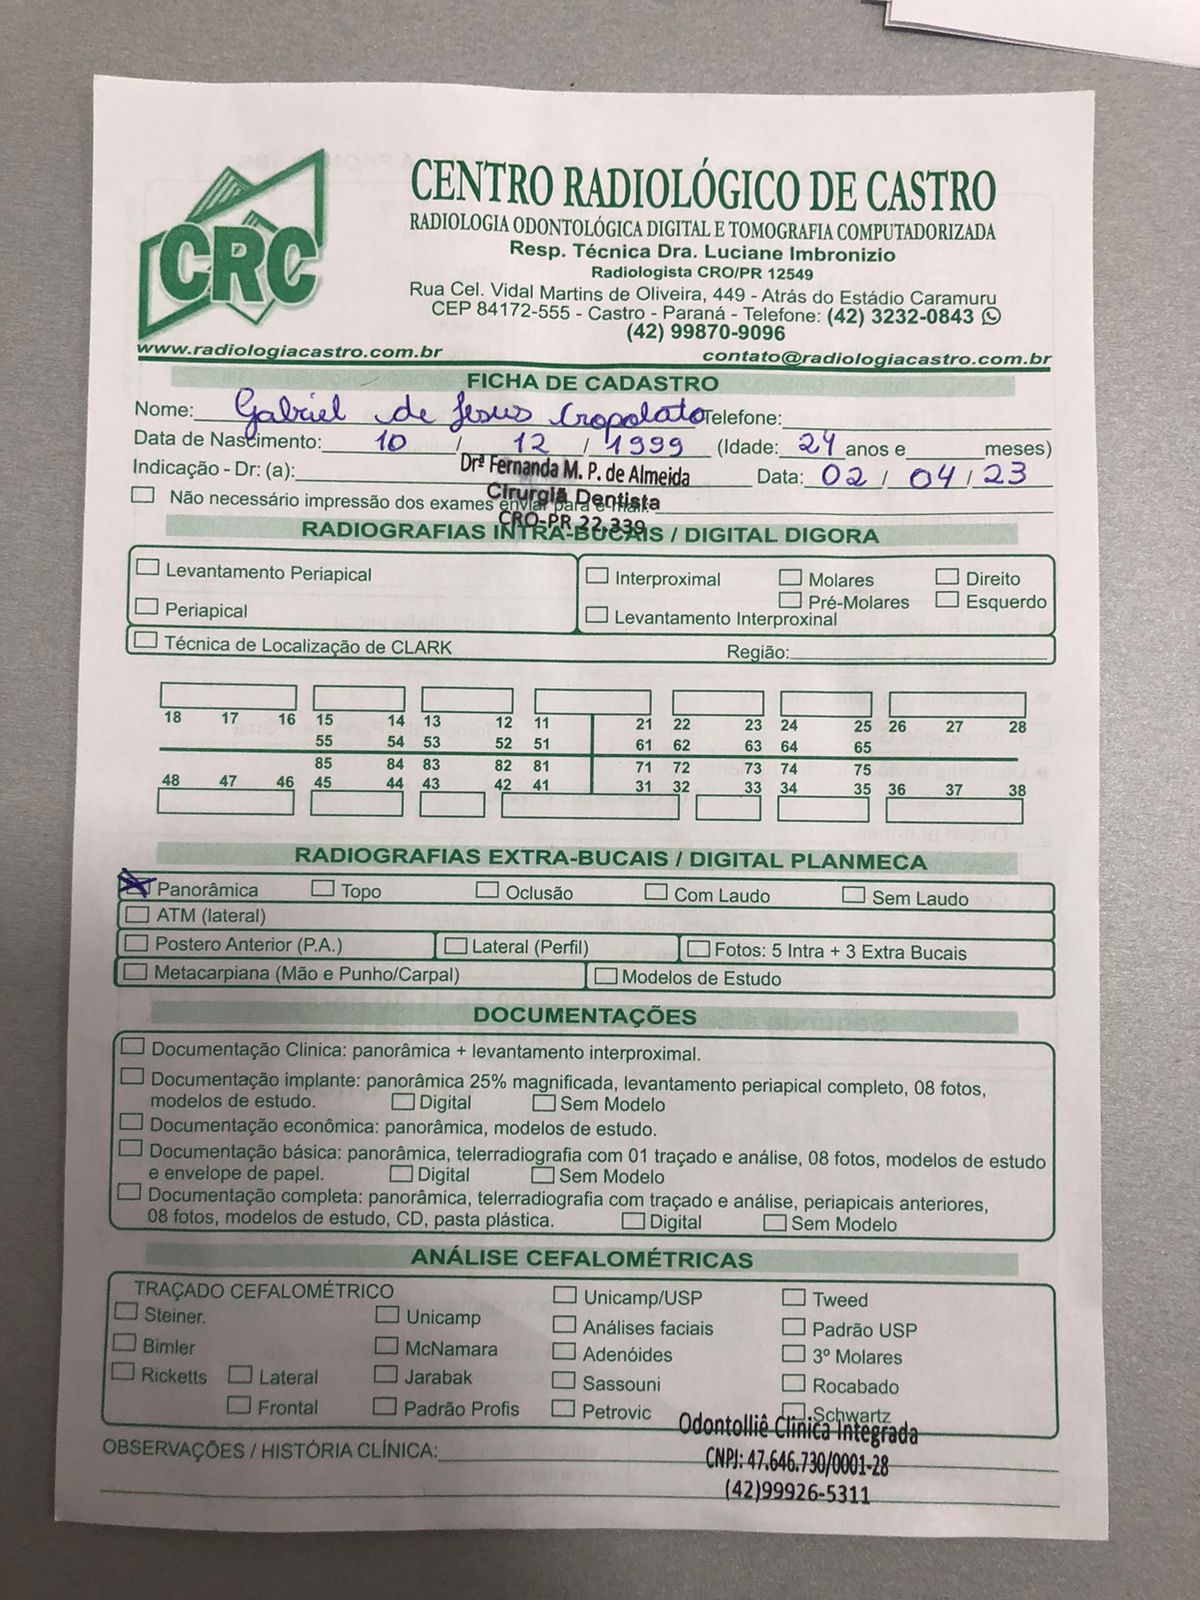 CRC
CENTRO RADIOLÓGICO DE CASTRO
RADIOLOGIA ODONTOLÓGICA DIGITAL E TOMOGRAFIA COMPUTADORIZADA
Resp. Técnica Dra. Luciane Imbronizio
Radiologista CRO/PR 12549
Rua Cel. Vidal Martins de Oliveira, 449 - Atrás do Estádio Caramuru
CEP 84172-555 - Castro - Paraná - Telefone: (42) 3232-0843
(42) 99870-9096
www.radiologiacastro.com.br contato@radiologiacastro.com.br
FICHA DE CADASTRO
Nome: Gabriel de Jesus Cropolato Telefone:
Data de Nascimento: 10 / 12 / 1999 (Idade: 24 anos e meses)
Indicação - Dr: (a): Drª Fernanda M. P. de Almeida Data: 02 / 04 / 23
Cirurgiã Dentista
Não necessário impressão dos exames enviar para e-mail:
CRO-PR 22.339
RADIOGRAFIAS INTRA-BUCAIS / DIGITAL DIGORA
Levantamento Periapical Interproximal Molares Direito
Periapical Pré-Molares Esquerdo
Levantamento Interproxinal
Técnica de Localização de CLARK Região:
18 17 16 15 14 13 12 11 21 22 23 24 25 26 27 28
55 54 53 52 51 61 62 63 64 65
85 84 83 82 81 71 72 73 74 75
48 47 46 45 44 43 42 41 31 32 33 34 35 36 37 38
RADIOGRAFIAS EXTRA-BUCAIS / DIGITAL PLANMECA
Panorâmica Topo Oclusão Com Laudo Sem Laudo
ATM (lateral)
Postero Anterior (P.A.) Lateral (Perfil) Fotos: 5 Intra + 3 Extra Bucais
Metacarpiana (Mão e Punho/Carpal) Modelos de Estudo
DOCUMENTAÇÕES
Documentação Clinica: panorâmica + levantamento interproximal.
Documentação implante: panorâmica 25% magnificada, levantamento periapical completo, 08 fotos,
modelos de estudo. Digital Sem Modelo
Documentação econômica: panorâmica, modelos de estudo.
Documentação básica: panorâmica, telerradiografia com 01 traçado e análise, 08 fotos, modelos de estudo
e envelope de papel. Digital Sem Modelo
Documentação completa: panorâmica, telerradiografia com traçado e análise, periapicais anteriores,
08 fotos, modelos de estudo, CD, pasta plástica. Digital Sem Modelo
ANÁLISE CEFALOMÉTRICAS
TRAÇADO CEFALOMÉTRICO Unicamp/USP Tweed
Steiner. Unicamp Análises faciais Padrão USP
Bimler McNamara Adenóides 3º Molares
Ricketts Lateral Jarabak Sassouni Rocabado
Frontal Padrão Profis Petrovic Schwartz
Odontolliê Clinica Integrada
OBSERVAÇÕES / HISTÓRIA CLÍNICA: CNPJ: 47.646.730/0001-28
(42)99926-5311